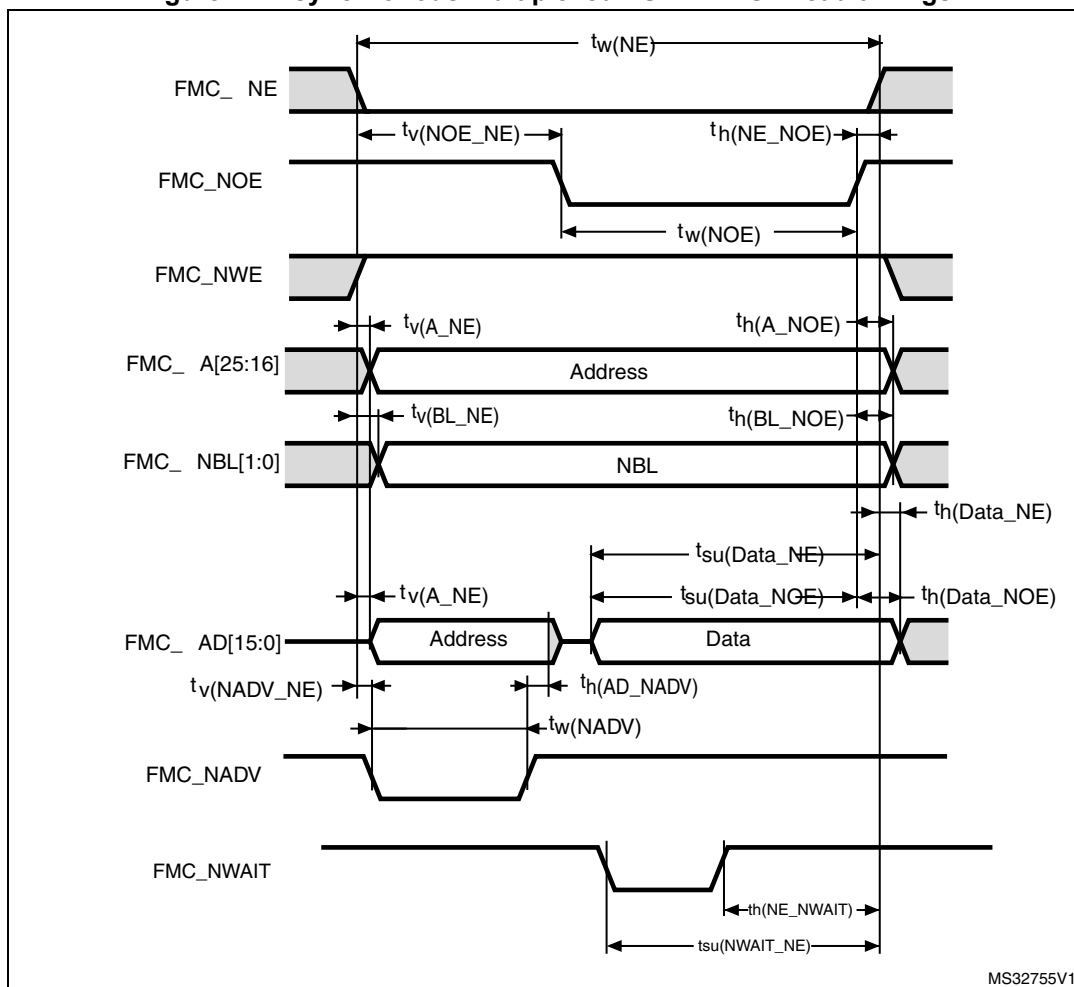 tw(NE)
FMC_ NE
tv(NOE_NE)
th(NE_NOE)
FMC_NOE
tw(NOE)
FMC_NWE
tv(A_NE)
th(A_NOE)
FMC_ A[25:16]
Address
tv(BL_NE)
th(BL_NOE)
FMC_ NBL[1:0]
NBL
th(Data_NE)
tsu(Data_NE)
tv(A_NE)
tsu(Data_NOE)
th(Data_NOE)
FMC_ AD[15:0]
Address
Data
tv(NADV_NE)
th(AD_NADV)
tw(NADV)
FMC_NADV
FMC_NWAIT
th(NE_NWAIT)
tsu(NWAIT_NE)
MS32755V1